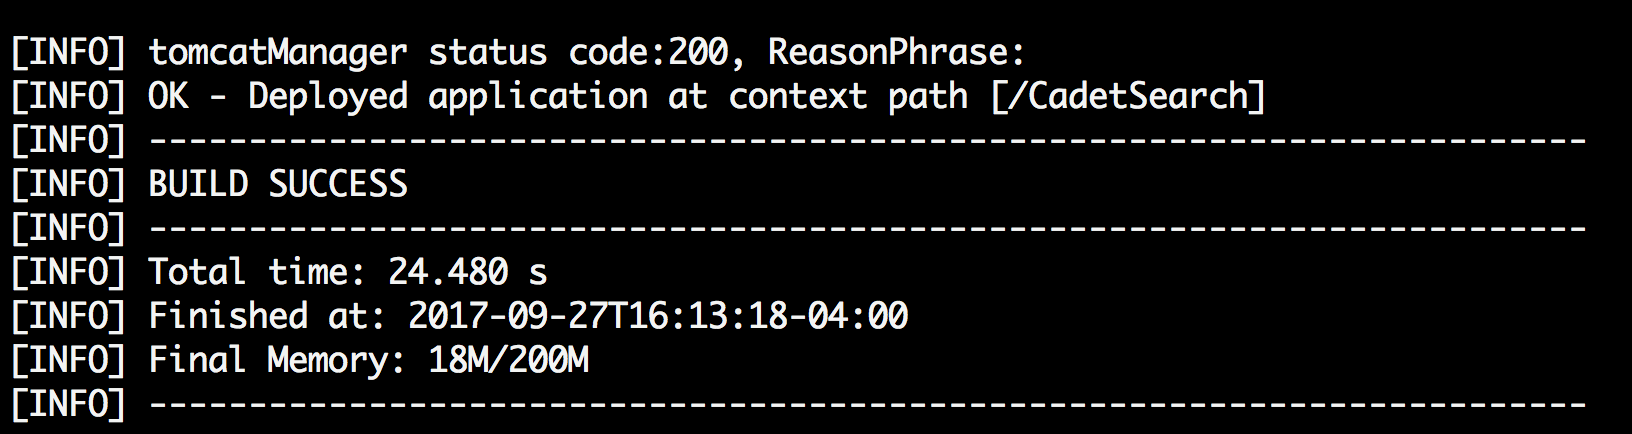 [INFO] tomcatManager status code:200, ReasonPhrase:
[INFO] OK - Deployed application at context path [/CadetSearch]
[INFO] ------------------------------------------------------------------------
[INFO] BUILD SUCCESS
[INFO] ------------------------------------------------------------------------
[INFO] Total time: 24.480 s
[INFO] Finished at: 2017-09-27T16:13:18-04:00
[INFO] Final Memory: 18M/200M
[INFO] ------------------------------------------------------------------------